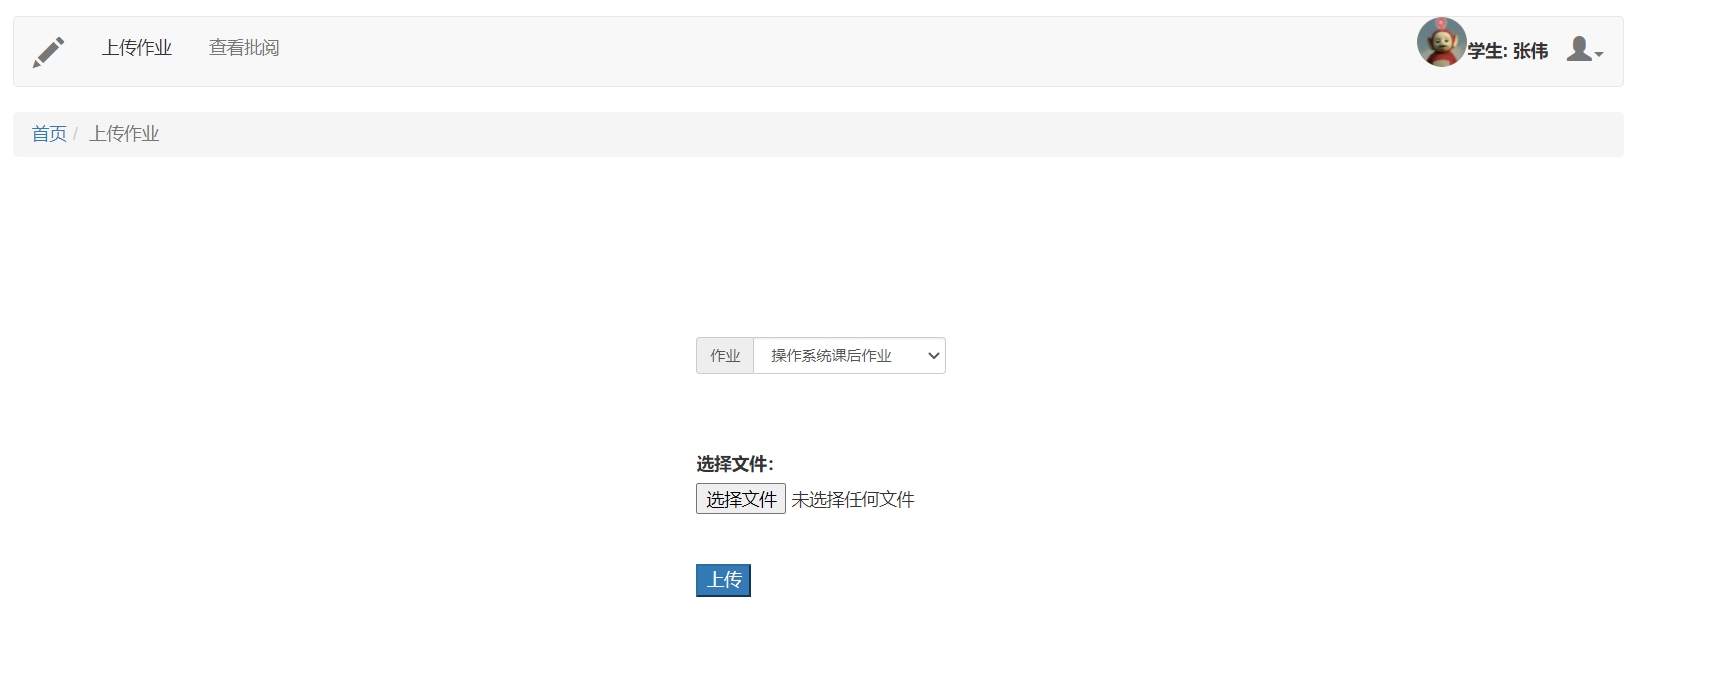 上传作业 查看批阅 学生: 张伟
首页 / 上传作业
作业 操作系统课后作业
选择文件:
选择文件 未选择任何文件
上传